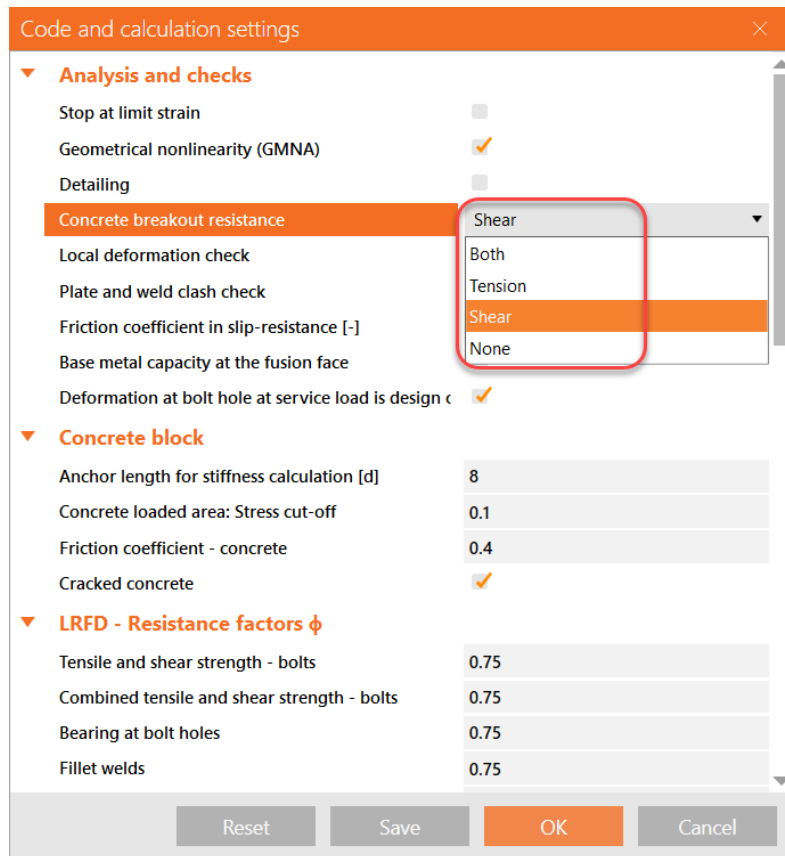 Code and calculation settings
Analysis and checks
Stop at limit strain
Geometrical nonlinearity (GMNA)
Detailing
Concrete breakout resistance Shear
Local deformation check Both
Plate and weld clash check Tension
Friction coefficient in slip-resistance [-] Shear
Base metal capacity at the fusion face None
Deformation at bolt hole at service load is design c
Concrete block
Anchor length for stiffness calculation [d] 8
Concrete loaded area: Stress cut-off 0.1
Friction coefficient - concrete 0.4
Cracked concrete
LRFD - Resistance factors ϕ
Tensile and shear strength - bolts 0.75
Combined tensile and shear strength - bolts 0.75
Bearing at bolt holes 0.75
Fillet welds 0.75
Reset Save OK Cancel